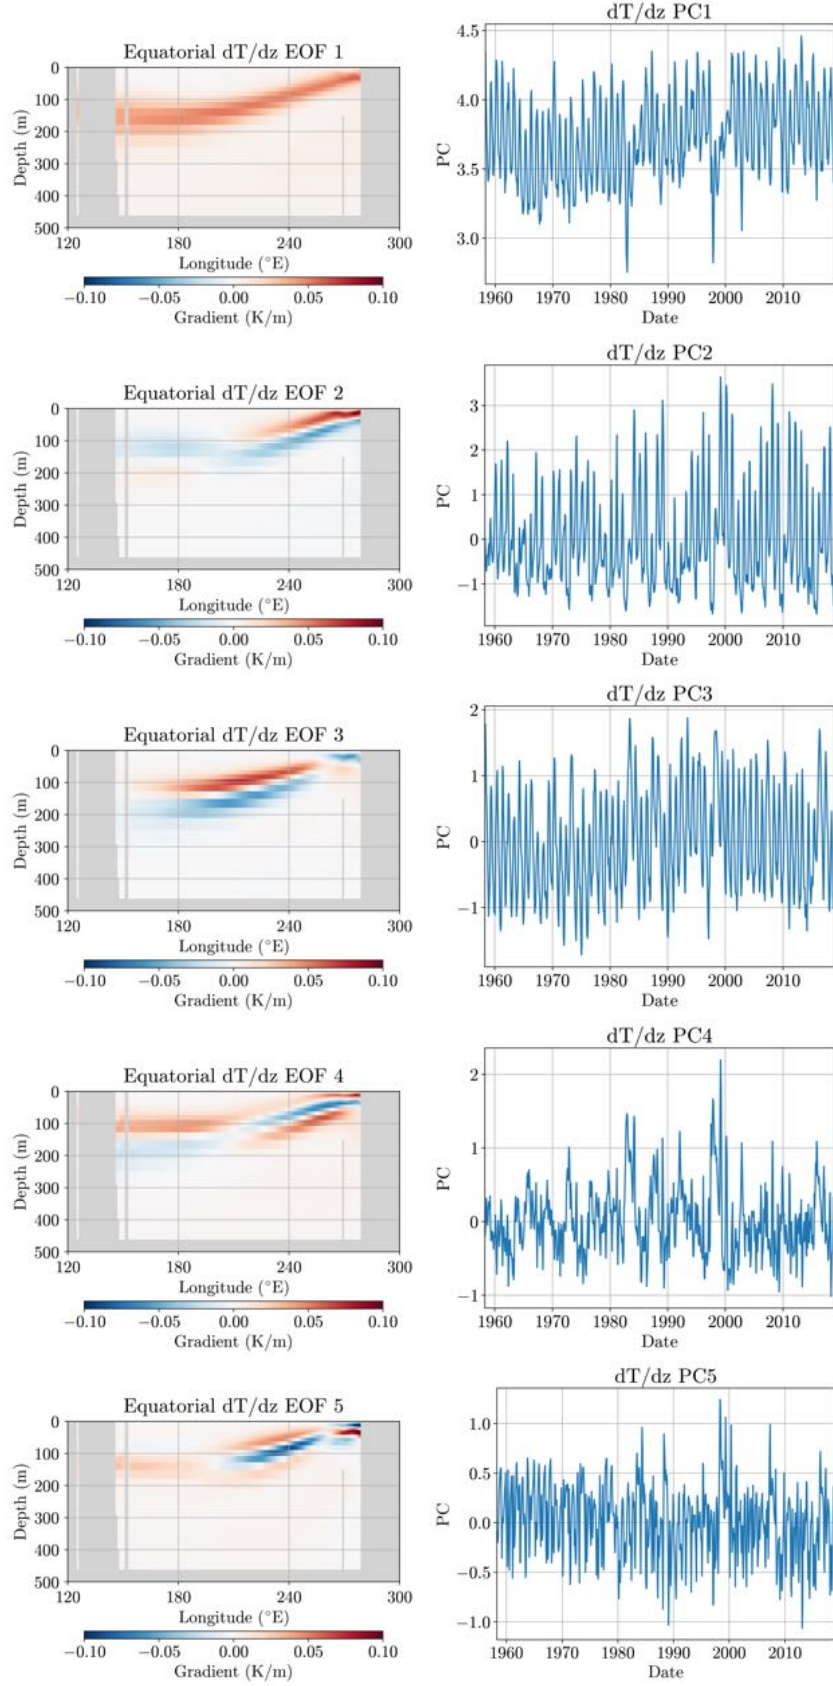 dT/dz PC1
Equatorial dT/dz EOF 1
4.5
4.0
3.5
3.0
PC
0
100
200
300
400
500
Depth (m)
120 180 240 300
Longitude (°E)
−0.10 −0.05 0.00 0.05 0.10
Gradient (K/m)
1960 1970 1980 1990 2000 2010
Date
dT/dz PC2
Equatorial dT/dz EOF 2
3
2
1
0
−1
PC
0
100
200
300
400
500
Depth (m)
120 180 240 300
Longitude (°E)
−0.10 −0.05 0.00 0.05 0.10
Gradient (K/m)
1960 1970 1980 1990 2000 2010
Date
dT/dz PC3
Equatorial dT/dz EOF 3
2
1
0
−1
PC
0
100
200
300
400
500
Depth (m)
120 180 240 300
Longitude (°E)
−0.10 −0.05 0.00 0.05 0.10
Gradient (K/m)
1960 1970 1980 1990 2000 2010
Date
dT/dz PC4
Equatorial dT/dz EOF 4
2
1
0
−1
PC
0
100
200
300
400
500
Depth (m)
120 180 240 300
Longitude (°E)
−0.10 −0.05 0.00 0.05 0.10
Gradient (K/m)
1960 1970 1980 1990 2000 2010
Date
dT/dz PC5
Equatorial dT/dz EOF 5
1.0
0.5
0.0
−0.5
−1.0
PC
0
100
200
300
400
500
Depth (m)
120 180 240 300
Longitude (°E)
−0.10 −0.05 0.00 0.05 0.10
Gradient (K/m)
1960 1970 1980 1990 2000 2010
Date